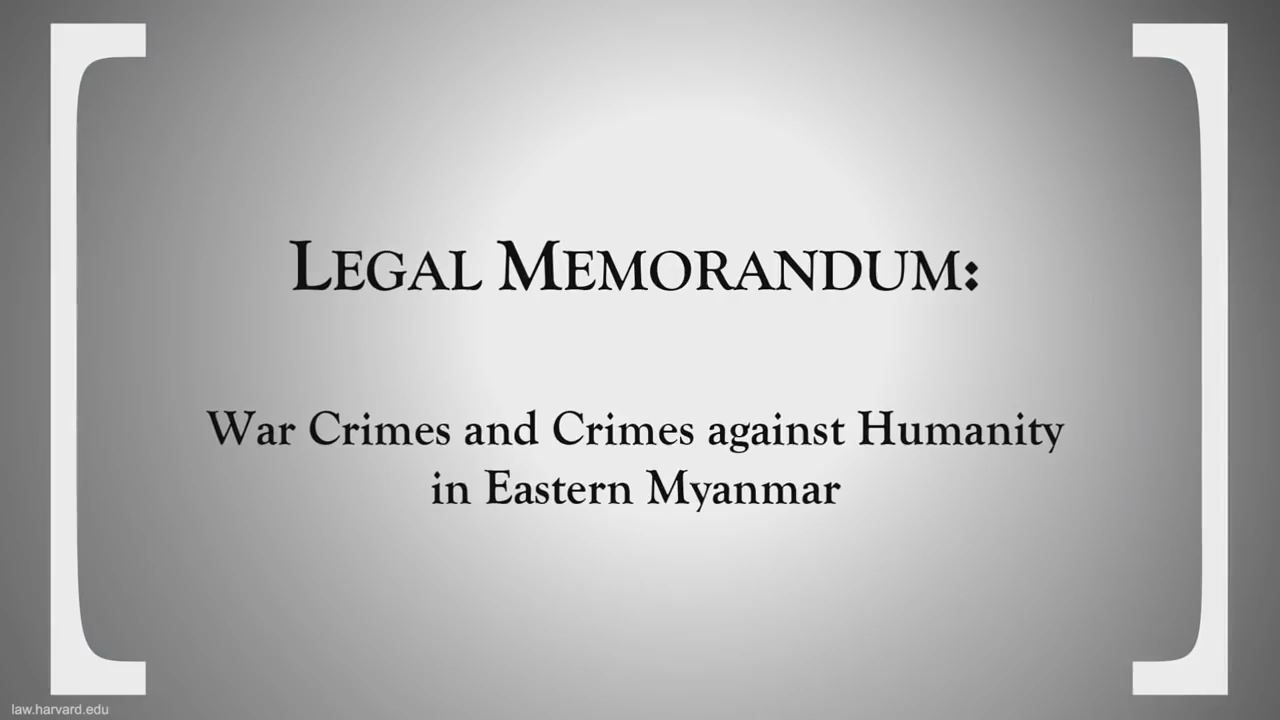 LEGAL MEMORANDUM:
War Crimes and Crimes against Humanity
in Eastern Myanmar
law.harvard.edu